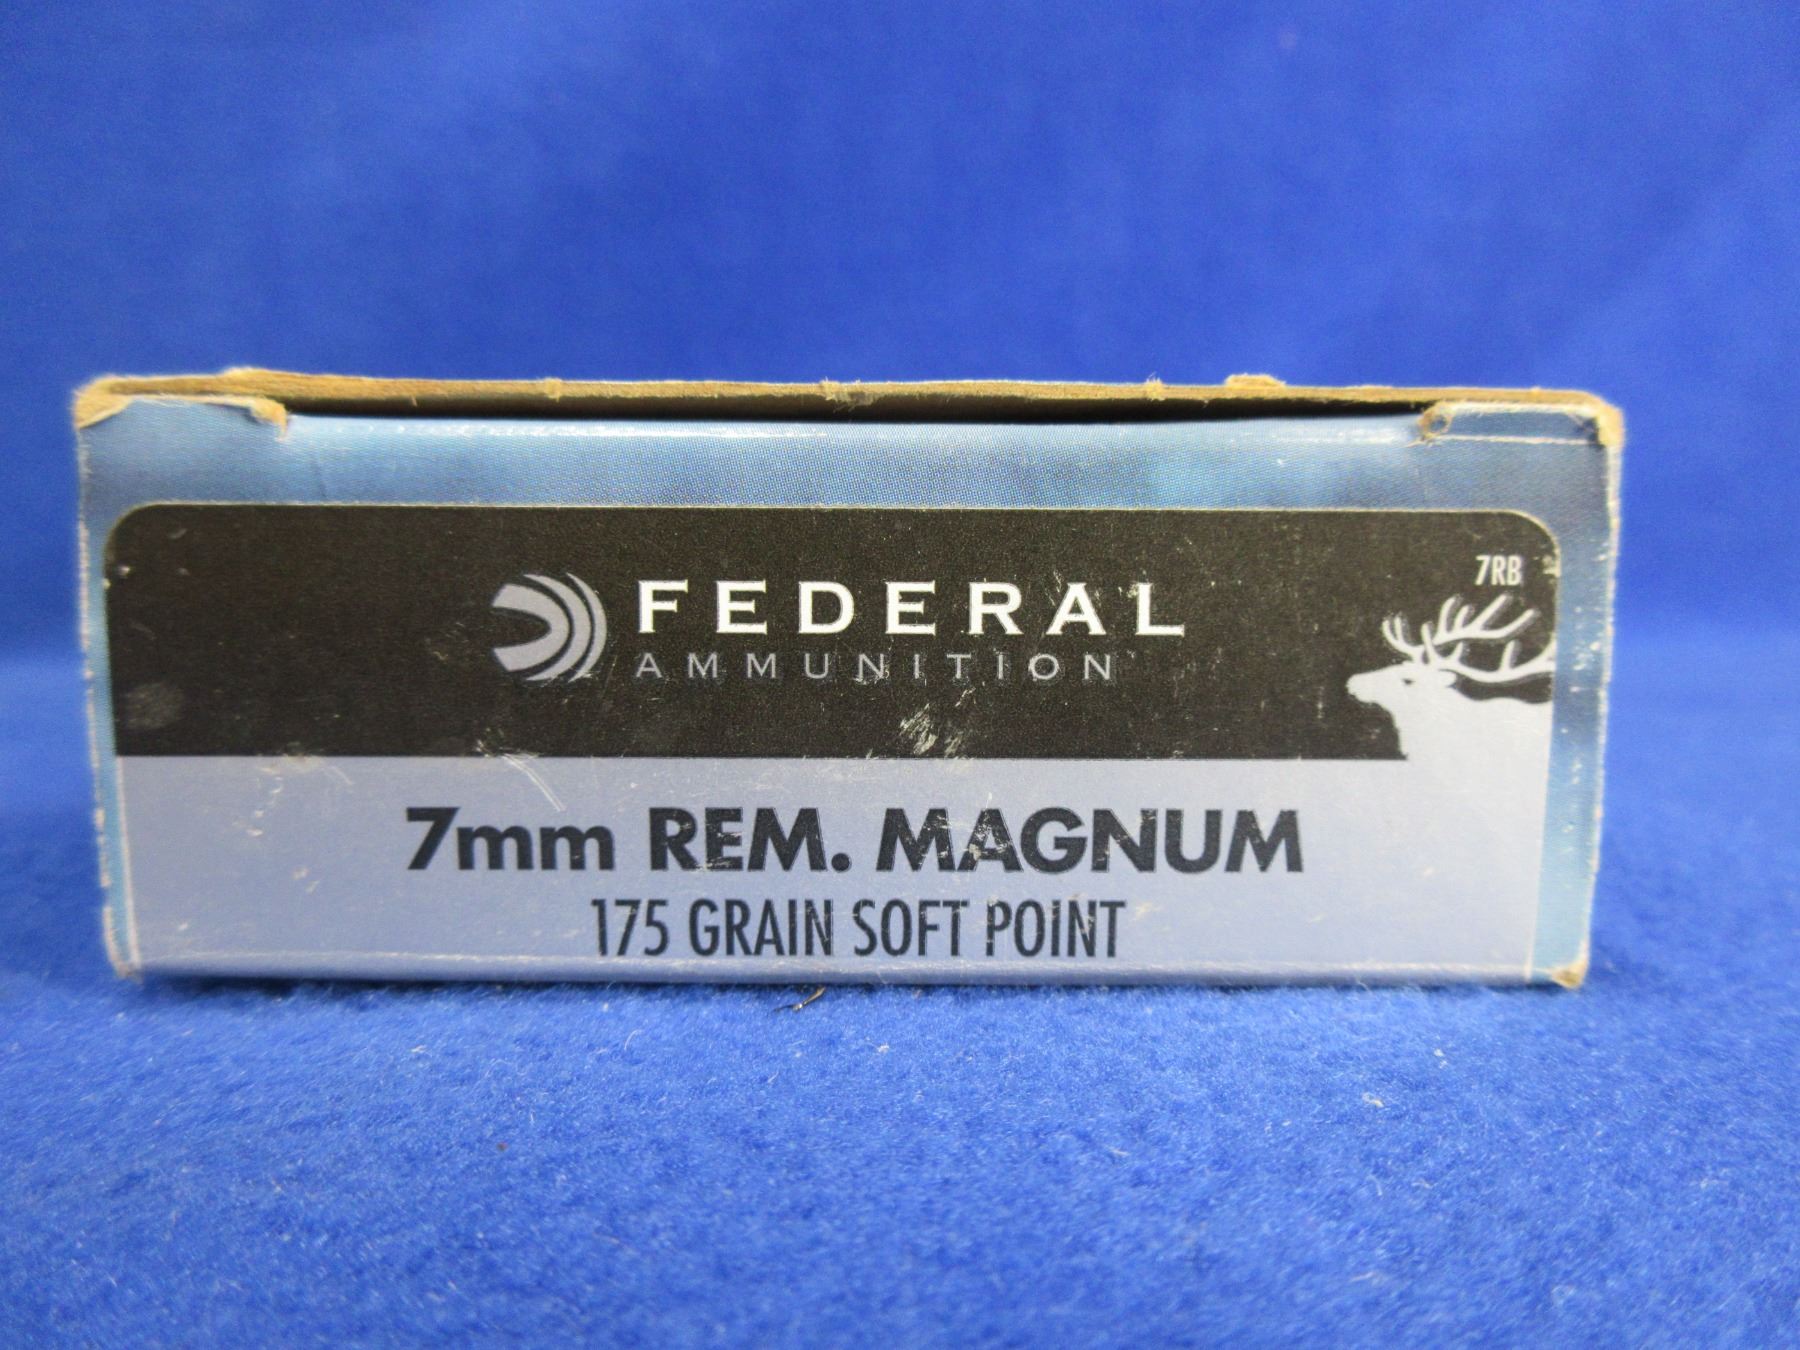 7RB
FEDERAL
AMMUNITION
7mm REM. MAGNUM
175 GRAIN SOFT POINT